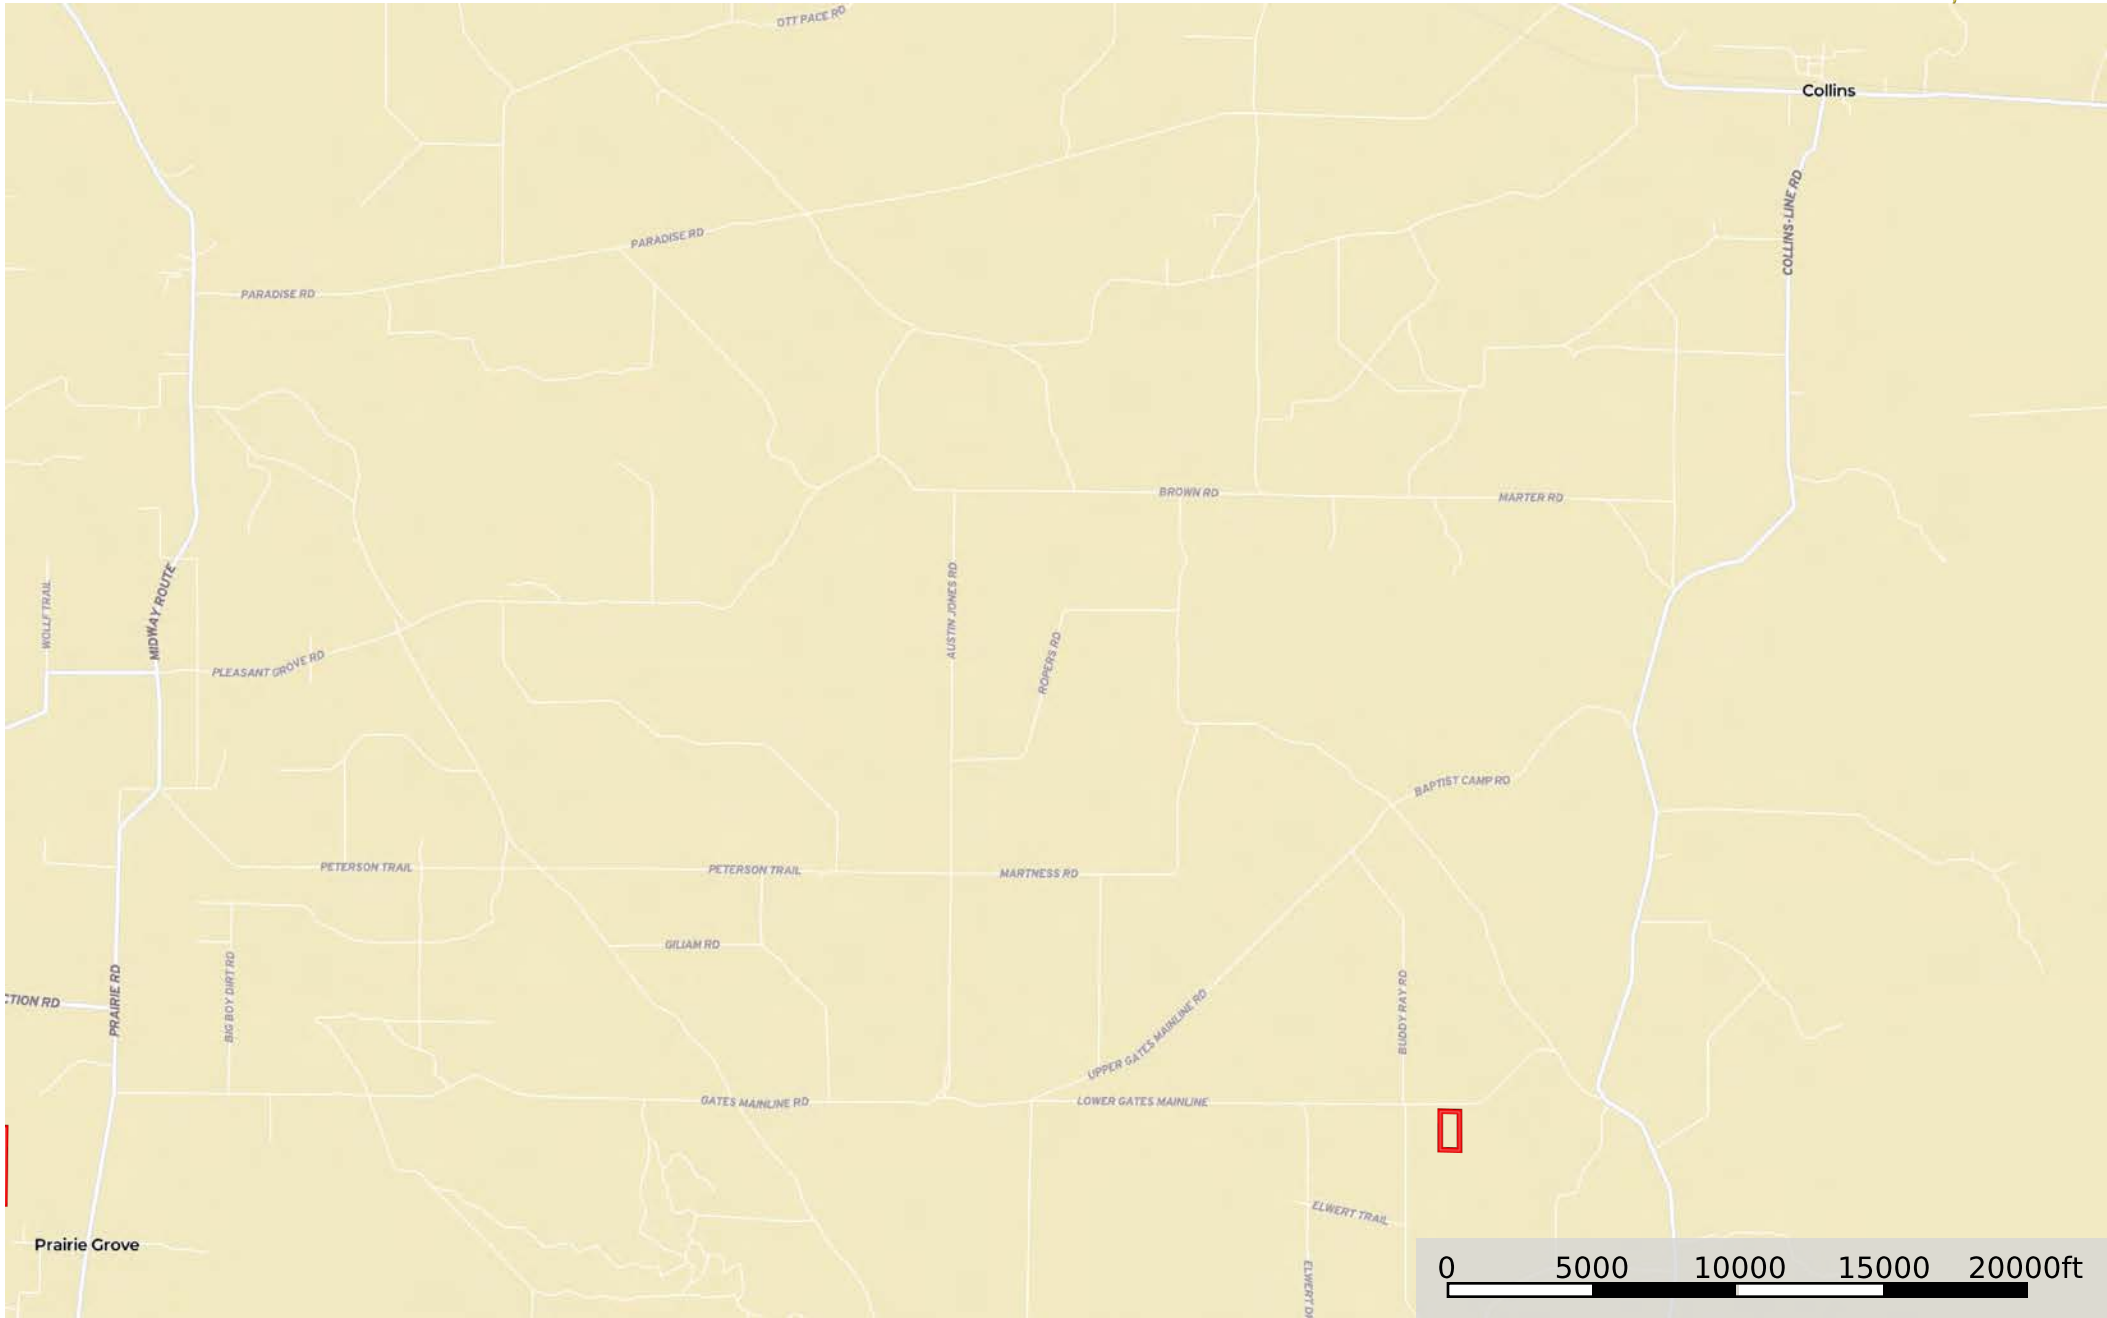 OTT PACE RD
Collins
COLLINS-LINE RD
PARADISE RD
PARADISE RD
BROWN RD
MARTER RD
WOLLF TRAIL
MIDWAY ROUTE
AUSTIN JONES RD
ROPERS RD
PLEASANT GROVE RD
BAPTIST CAMP RD
PETERSON TRAIL
PETERSON TRAIL
MARTNESS RD
GILIAM RD
CTION RD
PRAIRIE RD
BIG BOY DIRT RD
UPPER GATES MAINLINE RD
BUDDY RAY RD
GATES MAINLINE RD
LOWER GATES MAINLINE
ELWERT TRAIL
Prairie Grove
ELWERT D
0 5000 10000 15000 20000ft